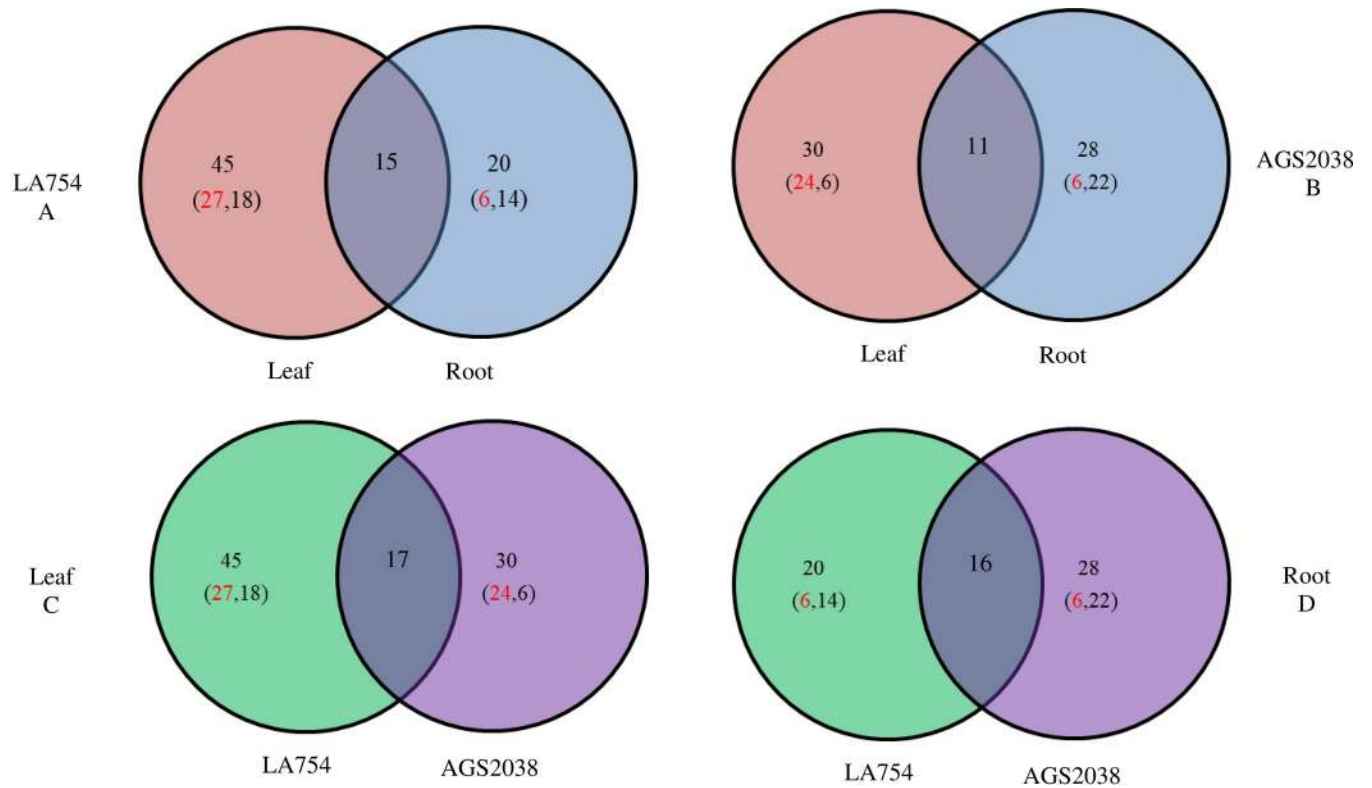 LA754
A
45
(27,18)
15
20
(6,14)
Leaf
Root
30
(24,6)
11
28
(6,22)
AGS2038
B
Leaf
Root
Leaf
C
45
(27,18)
17
30
(24,6)
LA754
AGS2038
20
(6,14)
16
28
(6,22)
Root
D
LA754
AGS2038